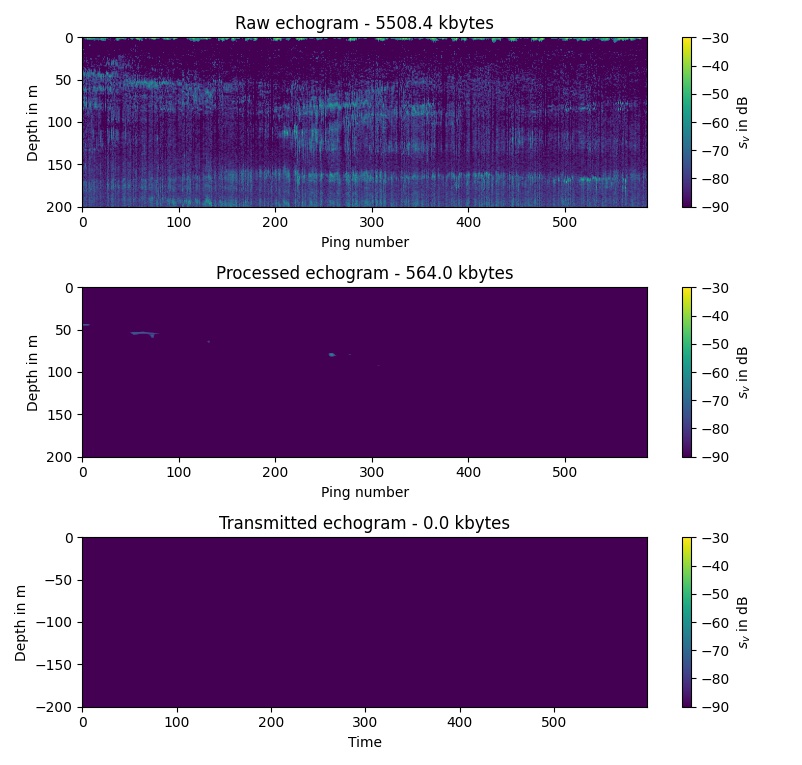 Raw echogram - 5508.4 kbytes
0
50
100
150
200
Depth in m
0 100 200 300 400 500
Ping number
−30
−40
−50
−60
−70
−80
−90
sv in dB
Processed echogram - 564.0 kbytes
0
50
100
150
200
Depth in m
0 100 200 300 400 500
Ping number
−30
−40
−50
−60
−70
−80
−90
sv in dB
Transmitted echogram - 0.0 kbytes
0
−50
−100
−150
−200
Depth in m
0 100 200 300 400 500
Time
−30
−40
−50
−60
−70
−80
−90
sv in dB